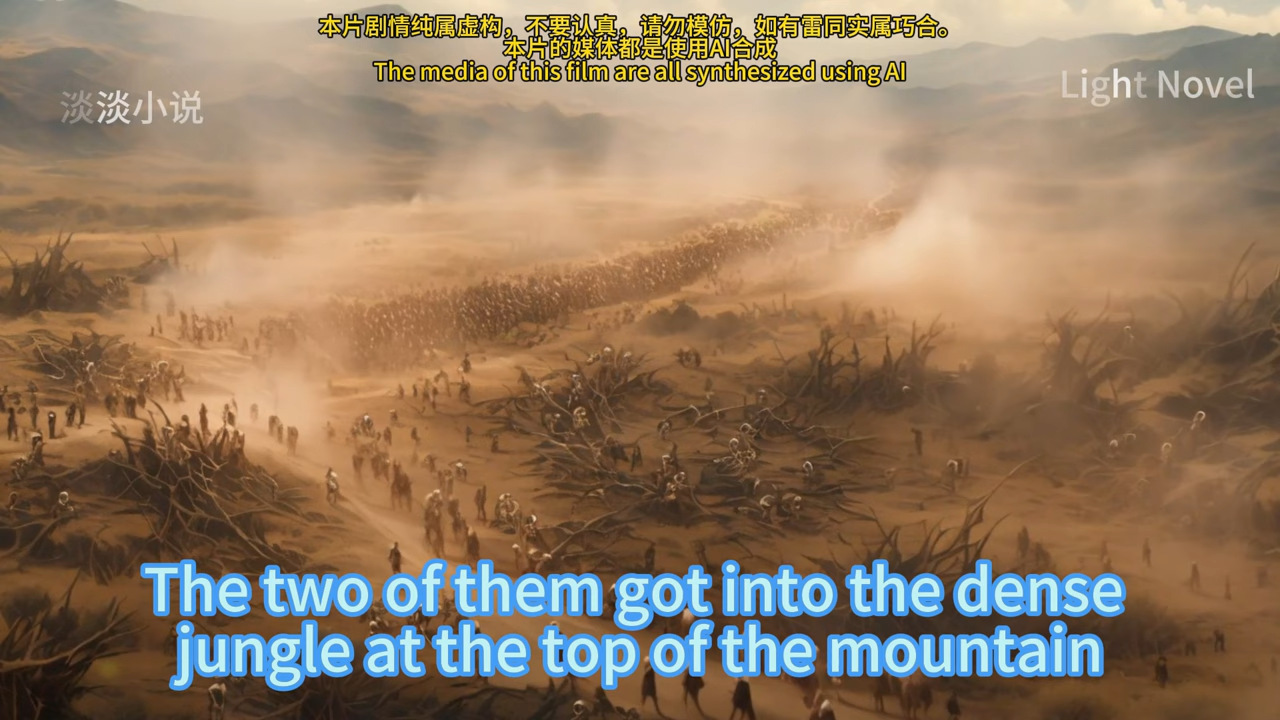 本片剧情纯属虚构，不要认真，请勿模仿，如有雷同实属巧合。
本片的媒体都是使用AI合成
The media of this film are all synthesized using AI
淡淡小说
Light Novel
The two of them got into the dense
jungle at the top of the mountain